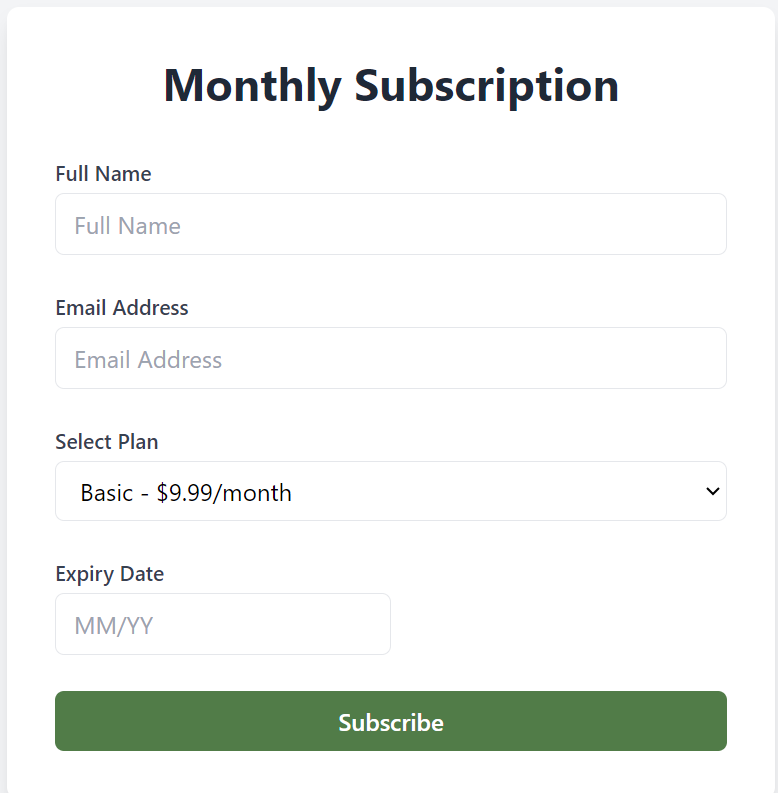 Monthly Subscription
Full Name
Full Name
Email Address
Email Address
Select Plan
Basic - $9.99/month
Expiry Date
MM/YY
Subscribe